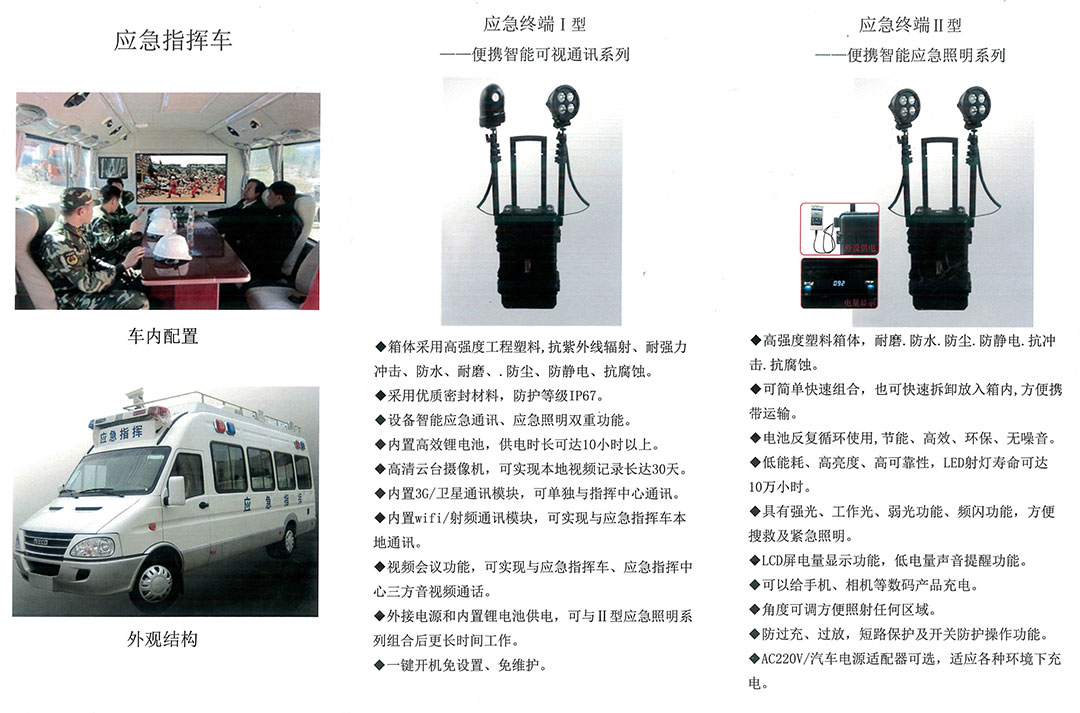 应急指挥车
车内配置
应急指挥
应 急 指 挥
外观结构
应急终端Ⅰ型
——便携智能可视通讯系列
◆箱体采用高强度工程塑料,抗紫外线辐射、耐强力
冲击、防水、耐磨、.防尘、防静电、抗腐蚀。
◆采用优质密封材料，防护等级IP67。
◆设备智能应急通讯、应急照明双重功能。
◆内置高效锂电池，供电时长可达10小时以上。
◆高清云台摄像机，可实现本地视频记录长达30天。
◆内置3G/卫星通讯模块，可单独与指挥中心通讯。
◆内置wifi/射频通讯模块，可实现与应急指挥车本
地通讯。
◆视频会议功能，可实现与应急指挥车、应急指挥中
心三方音视频通话。
◆外接电源和内置锂电池供电，可与Ⅱ型应急照明系
列组合后更长时间工作。
◆一键开机免设置、免维护。
应急终端Ⅱ型
——便携智能应急照明系列
外设供电
092
电量显示
◆高强度塑料箱体，耐磨.防水.防尘.防静电.抗冲
击.抗腐蚀。
◆可简单快速组合，也可快速拆卸放入箱内,方便携
带运输。
◆电池反复循环使用,节能、高效、环保、无噪音。
◆低能耗、高亮度、高可靠性，LED射灯寿命可达
10万小时。
◆具有强光、工作光、弱光功能、频闪功能，方便
搜救及紧急照明。
◆LCD屏电量显示功能，低电量声音提醒功能。
◆可以给手机、相机等数码产品充电。
◆角度可调方便照射任何区域。
◆防过充、过放，短路保护及开关防护操作功能。
◆AC220V/汽车电源适配器可选，适应各种环境下充
电。